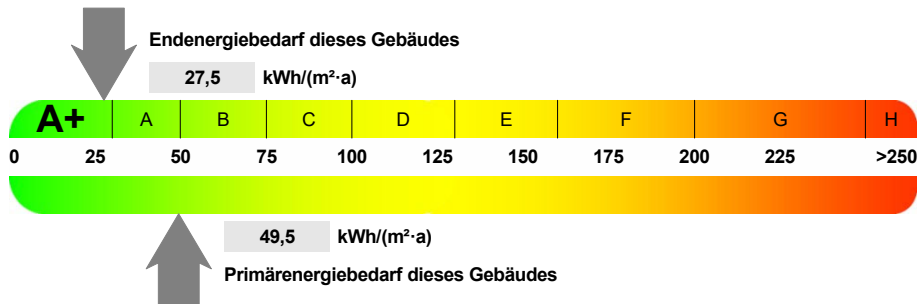 Endenergiebedarf dieses Gebäudes
27,5 kWh/(m²·a)
A+ A B C D E F G H
0 25 50 75 100 125 150 175 200 225 >250
49,5 kWh/(m²·a)
Primärenergiebedarf dieses Gebäudes